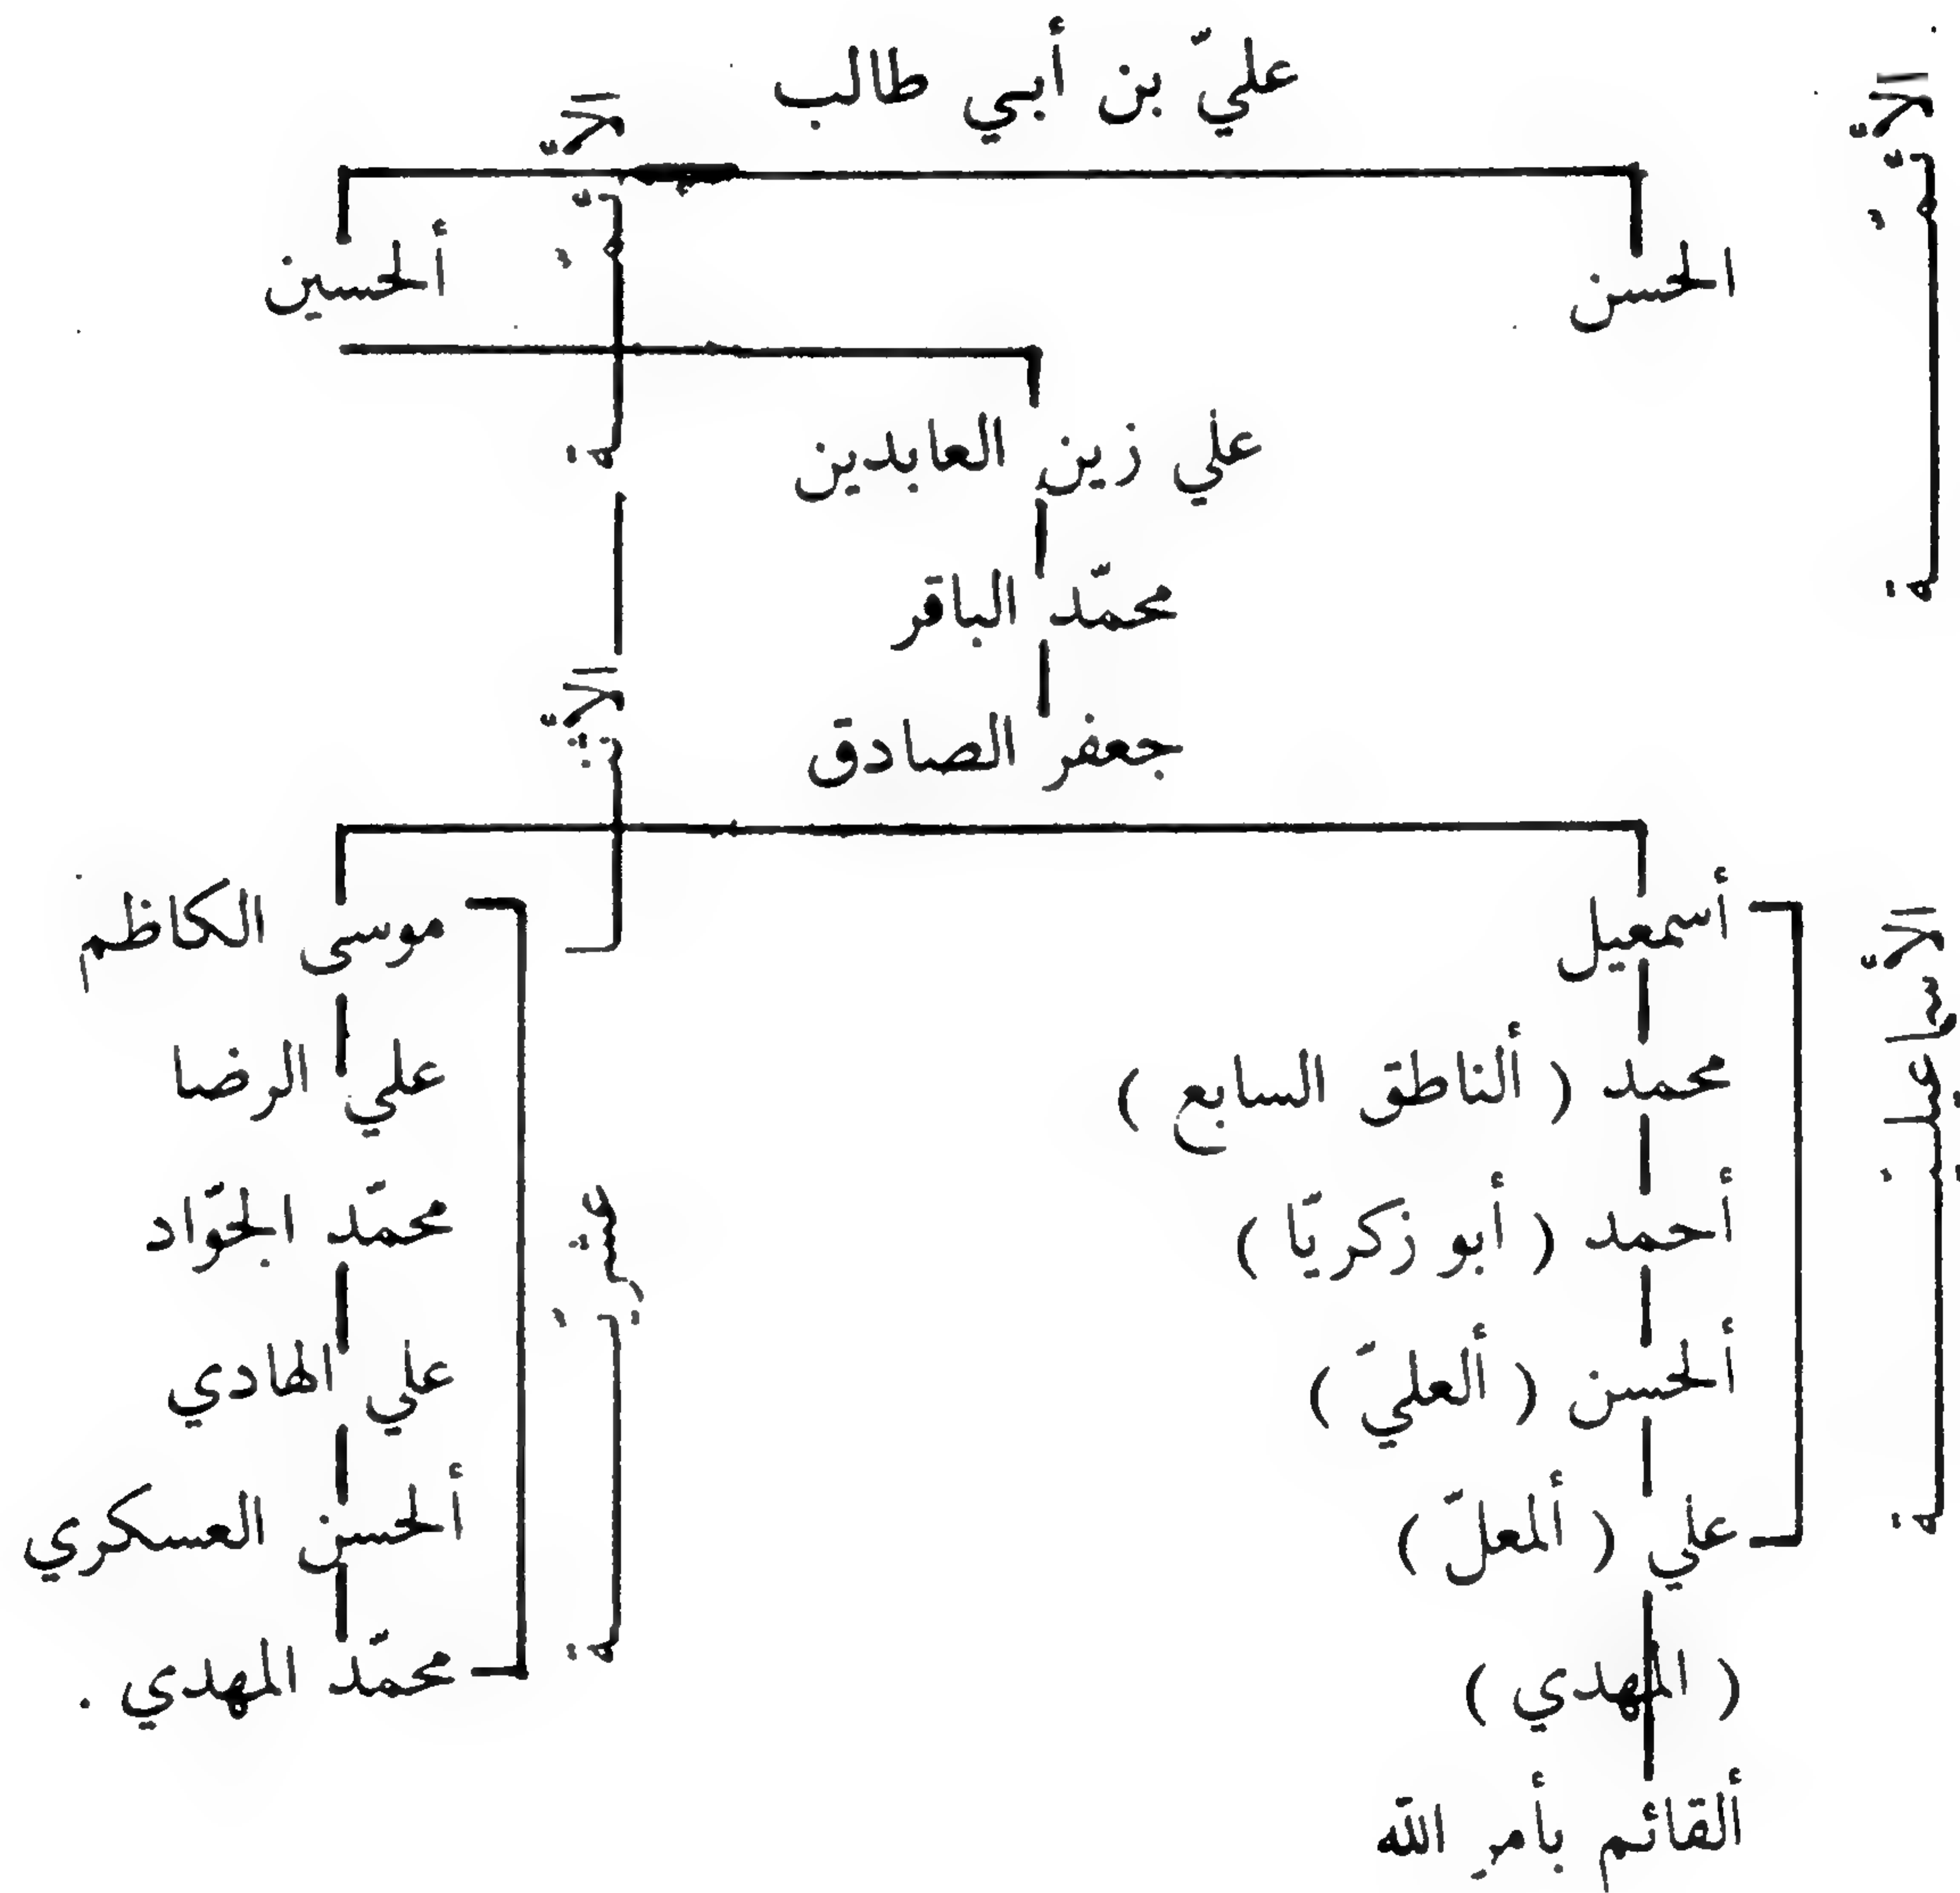 عليّ بن أبي طالب
الحسن
ألحسين
علي زين العابدين
محمّد الباقر
جعفر الصادق
أسمعيل
موسى الكاظم
محمد ( ألناطق السابع )
علي الرضا
أحمد ( أبو زكريّا )
محمّد الجوّاد
ألحسن ( ألعليّ )
علي الهادي
علي ( ألمعلّ )
ألحسن العسكري
( المهدي )
محمّد المهدي .
ألقائم بأمر الله